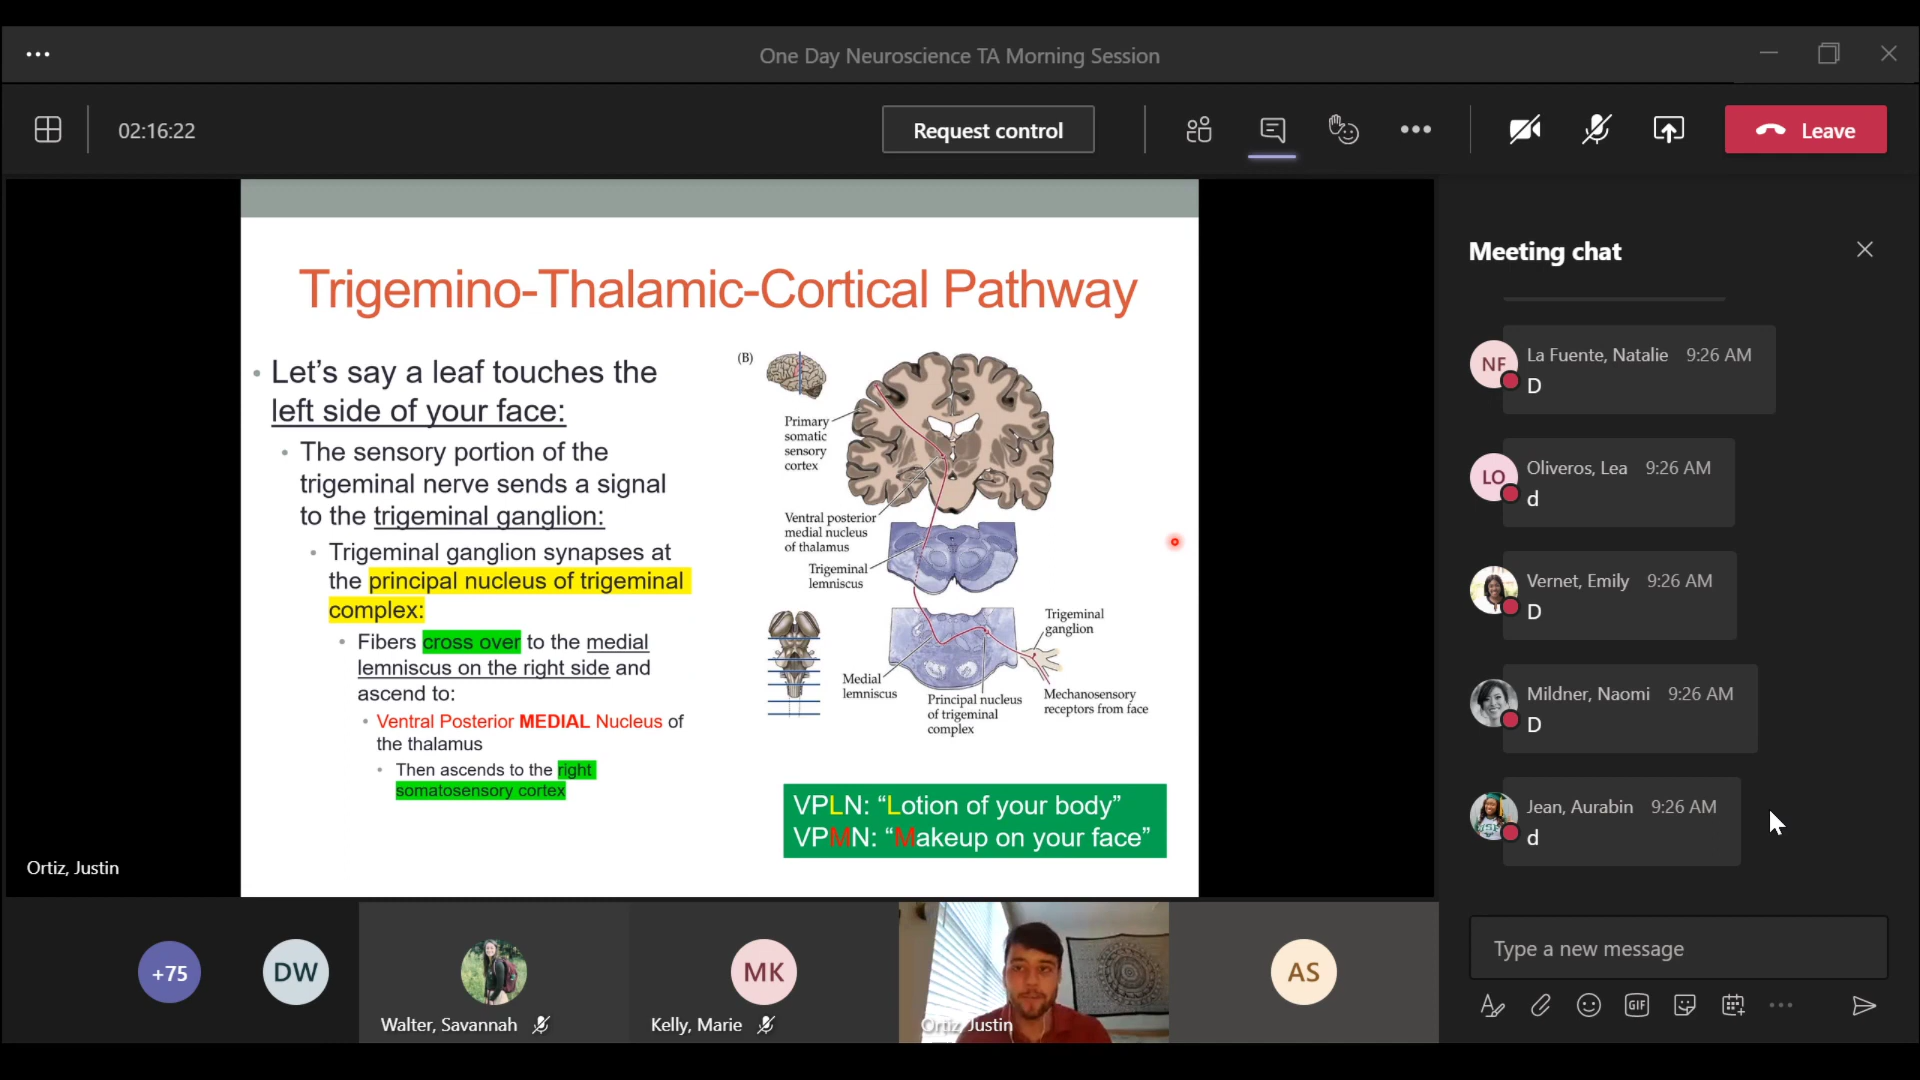 One Day Neuroscience TA Morning Session
02:16:22
Request control
Leave
Trigemino-Thalamic-Cortical Pathway
• Let's say a leaf touches the
left side of your face:
• The sensory portion of the
trigeminal nerve sends a signal
to the trigeminal ganglion:
• Trigeminal ganglion synapses at
the principal nucleus of trigeminal
complex:
• Fibers cross over to the medial
lemniscus on the right side and
ascend to:
• Ventral Posterior MEDIAL Nucleus of
the thalamus
• Then ascends to the right
somatosensory cortex
(B)
Primary
somatic
sensory
cortex
Ventral posterior
medial nucleus
of thalamus
Trigeminal
lemniscus
Trigeminal
ganglion
Medial
lemniscus
Principal nucleus
of trigeminal
complex
Mechanosensory
receptors from face
VPLN: “Lotion of your body”
VPMN: “Makeup on your face”
Ortiz, Justin
Meeting chat
NF
La Fuente, Natalie 9:26 AM
D
LO
Oliveros, Lea 9:26 AM
d
Vernet, Emily 9:26 AM
D
Mildner, Naomi 9:26 AM
D
Jean, Aurabin 9:26 AM
d
Type a new message
GIF
+75
DW
Walter, Savannah
MK
Kelly, Marie
Ortiz, Justin
AS